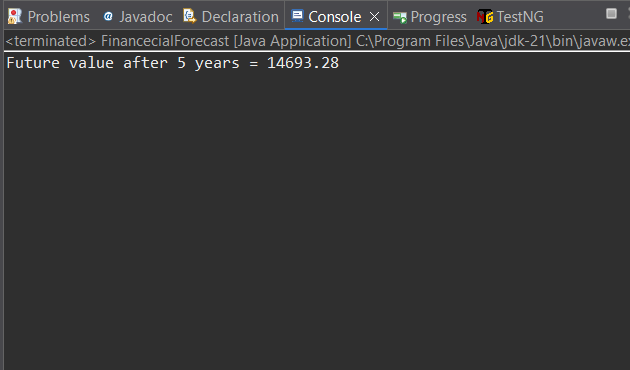 Problems Javadoc Declaration Console Progress TestNG
<terminated> FinancecialForecast [Java Application] C:\Program Files\Java\jdk-21\bin\javaw.e
Future value after 5 years = 14693.28